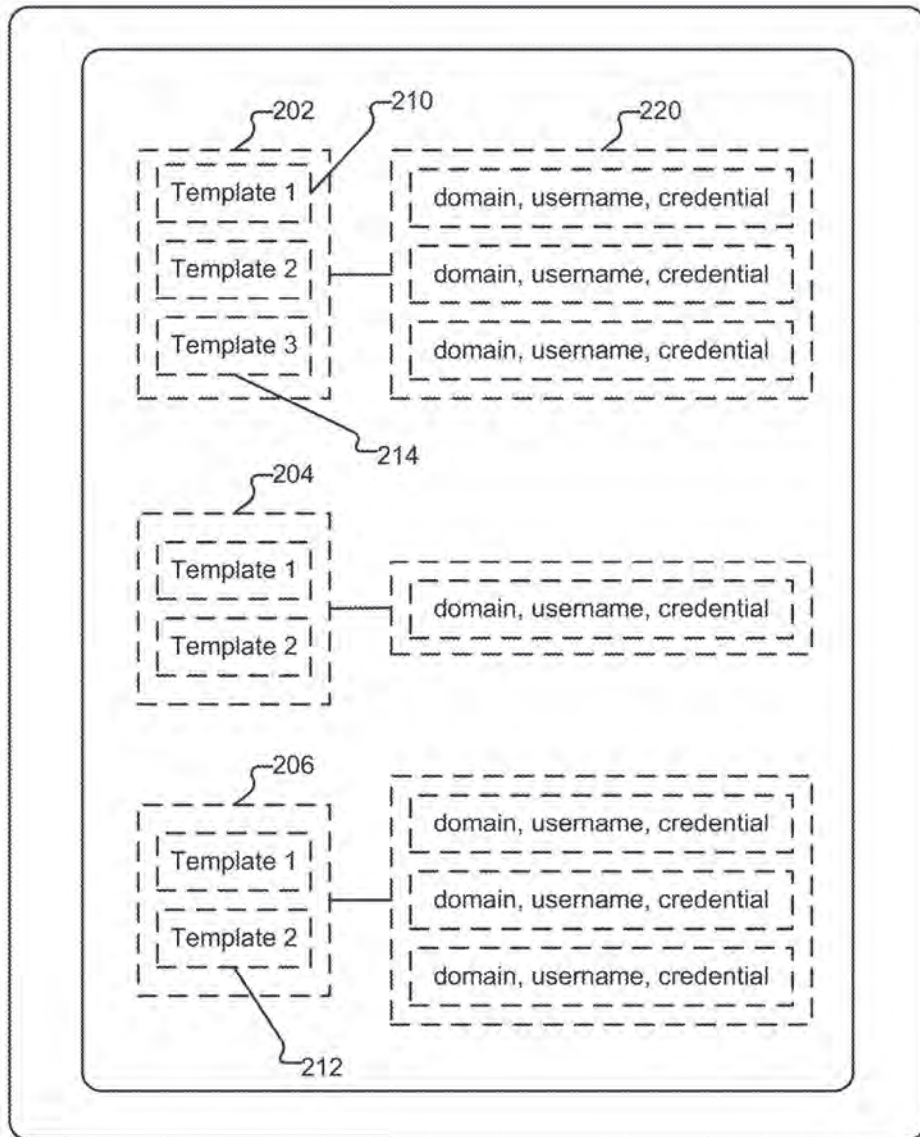 202
210
220
Template 1
domain, username, credential
Template 2
domain, username, credential
Template 3
domain, username, credential
214
204
Template 1
Template 2
domain, username, credential
206
Template 1
domain, username, credential
Template 2
domain, username, credential
domain, username, credential
212